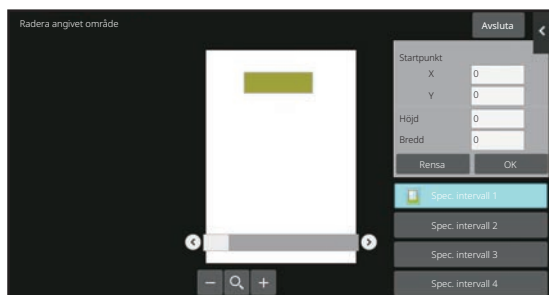 Radera angivet område
Avsluta
Startpunkt
X 0
Y 0
Höjd 0
Bredd 0
Rensa OK
Spec. intervall 1
Spec. intervall 2
Spec. intervall 3
Spec. intervall 4